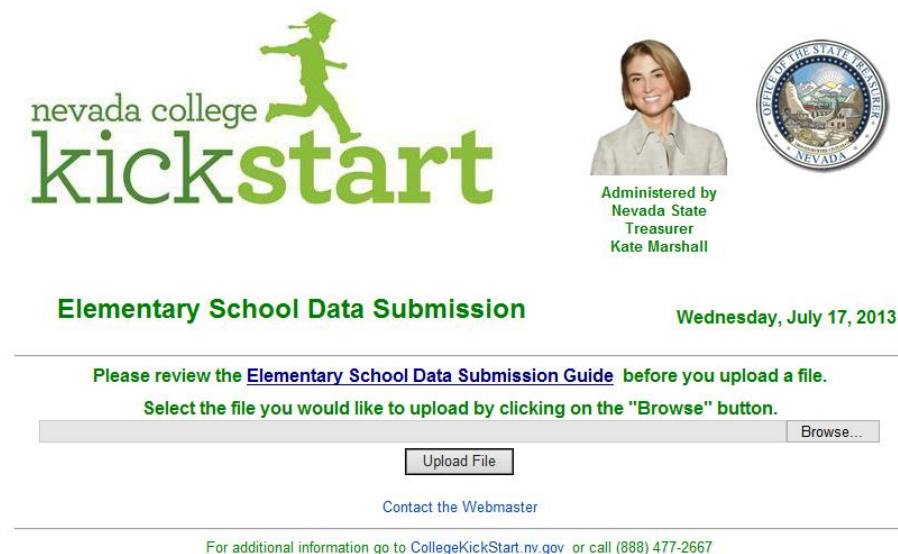 nevada college
kickstart
OFFICE OF THE STATE TREASURER
NEVADA
Administered by
Nevada State
Treasurer
Kate Marshall
Elementary School Data Submission
Wednesday, July 17, 2013
Please review the Elementary School Data Submission Guide before you upload a file.
Select the file you would like to upload by clicking on the "Browse" button.
Browse...
Upload File
Contact the Webmaster
For additional information go to CollegeKickStart.nv.gov or call (888) 477-2667